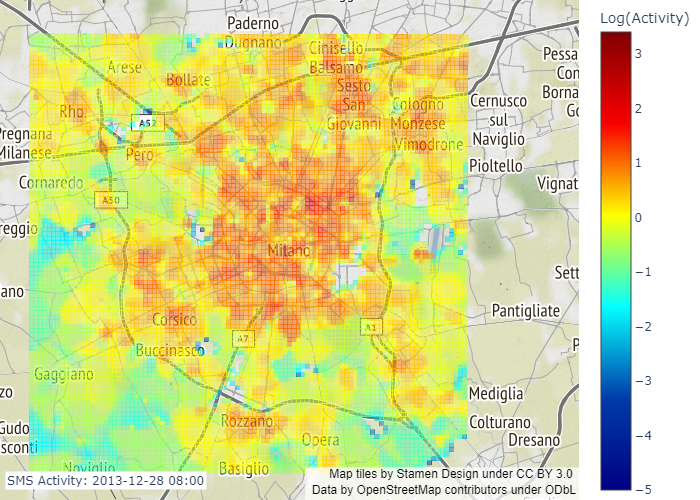 Log(Activity)
3
2
1
0
−1
−2
−3
−4
−5
Paderno
Dugnano
Cinisello
Balsamo
Arese
Bollate
Sesto
San
Giovanni
Rho
A52
Cologno
Monzese
Vimodrone
Cernusco
sul
Naviglio
Pessa
Con
Borna
Go
Pregnana
Milanese
Pero
Pioltello
Cornaredo
Vignat
A50
reggio
Milano
Sett
ano
Pantigliate
Corsico
A7
A1
Buccinasco
P
Gaggiano
zo
Mediglia
Rozzano
Colturano
Gudo
sconti
Opera
Dresano
Noviglio
Basiglio
SMS Activity: 2013-12-28 08:00
Map tiles by Stamen Design under CC BY 3.0
Data by OpenStreetMap contributors under ODbL